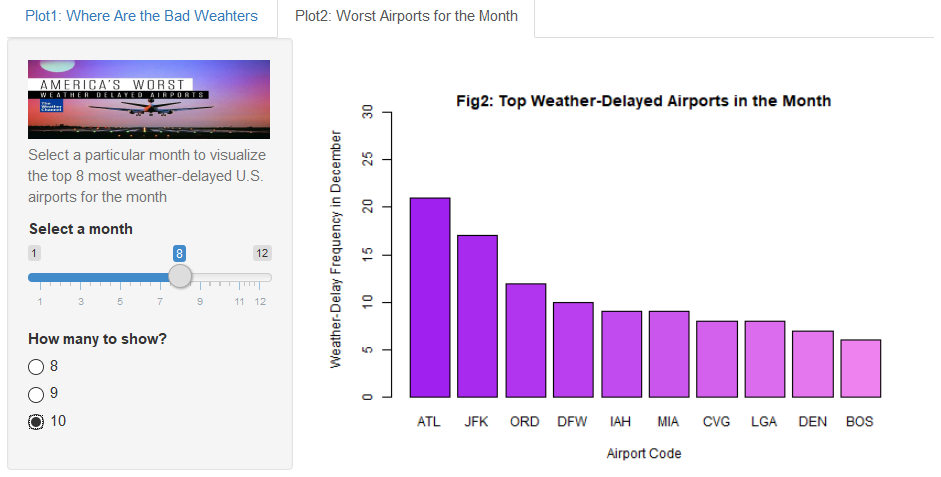 Plot1: Where Are the Bad Weahters
Plot2: Worst Airports for the Month
AMERICA'S WORST
WEATHER DELAYED AIRPORTS
The
Weather
Channel
Select a particular month to visualize
the top 8 most weather-delayed U.S.
airports for the month
Select a month
1 8 12
1 3 5 7 9 11 12
How many to show?
8
9
10
Fig2: Top Weather-Delayed Airports in the Month
Weather-Delay Frequency in December
30
25
20
15
10
5
0
ATL JFK ORD DFW IAH MIA CVG LGA DEN BOS
Airport Code